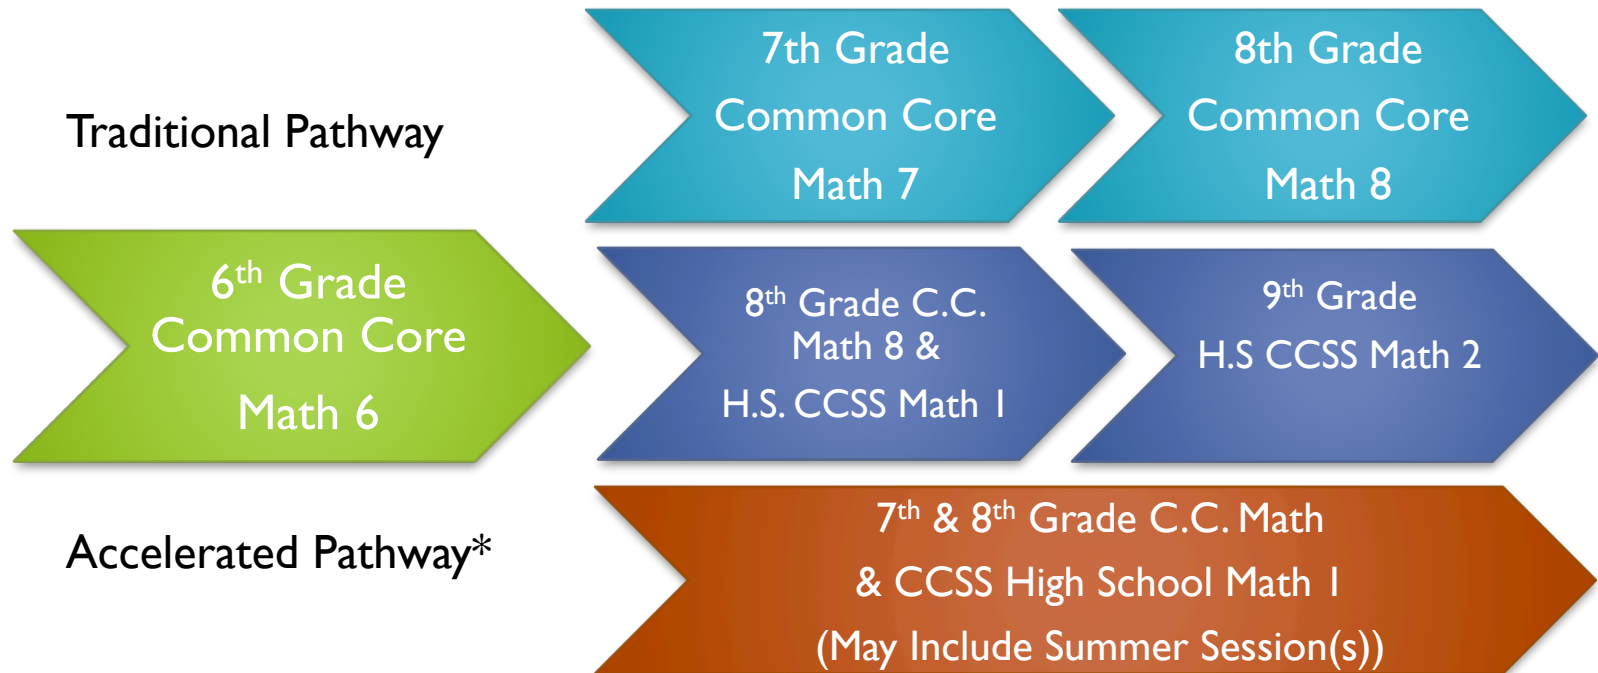 Traditional Pathway
7th Grade
Common Core
Math 7
8th Grade
Common Core
Math 8
6th Grade
Common Core
Math 6
8th Grade C.C.
Math 8 &
H.S. CCSS Math 1
9th Grade
H.S CCSS Math 2
Accelerated Pathway*
7th & 8th Grade C.C. Math
& CCSS High School Math 1
(May Include Summer Session(s))